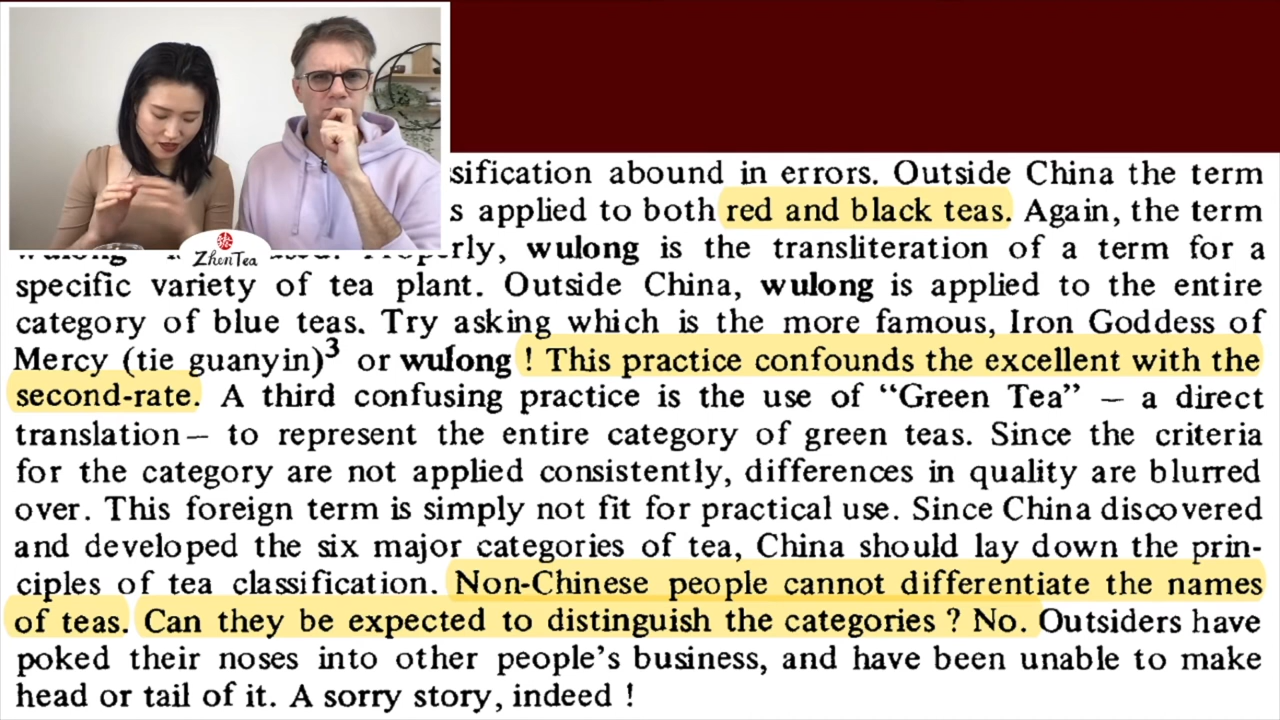 ZhenTea
sification abound in errors. Outside China the term
s applied to both red and black teas. Again, the term
rly, wulong is the transliteration of a term for a
specific variety of tea plant. Outside China, wulong is applied to the entire
category of blue teas. Try asking which is the more famous, Iron Goddess of
Mercy (tie guanyin)3 or wulong ! This practice confounds the excellent with the
second-rate. A third confusing practice is the use of “Green Tea” — a direct
translation— to represent the entire category of green teas. Since the criteria
for the category are not applied consistently, differences in quality are blurred
over. This foreign term is simply not fit for practical use. Since China discovered
and developed the six major categories of tea, China should lay down the prin-
ciples of tea classification. Non-Chinese people cannot differentiate the names
of teas. Can they be expected to distinguish the categories ? No. Outsiders have
poked their noses into other people’s business, and have been unable to make
head or tail of it. A sorry story, indeed !